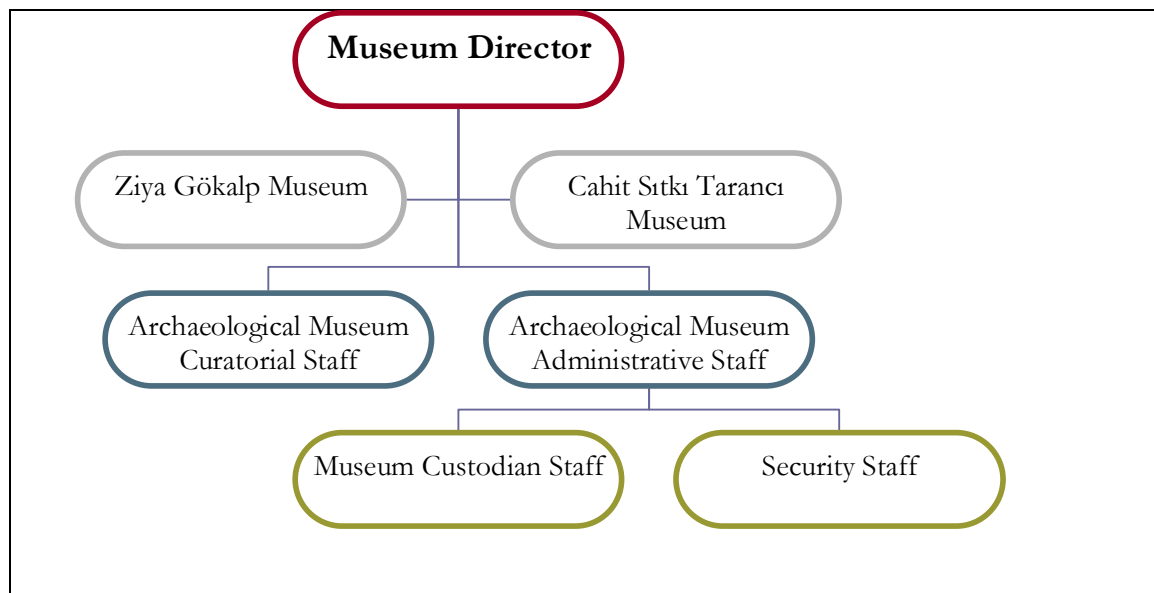 Museum Director
Ziya Gökalp Museum
Cahit Sıtkı Tarancı
Museum
Archaeological Museum
Curatorial Staff
Archaeological Museum
Administrative Staff
Museum Custodian Staff
Security Staff